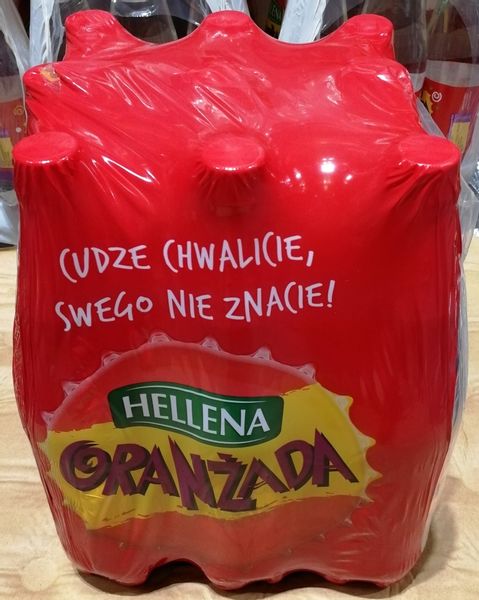 CUDZE CHWALICIE,
SWEGO NIE ZNACIE!
HELLENA
ORANŻADA